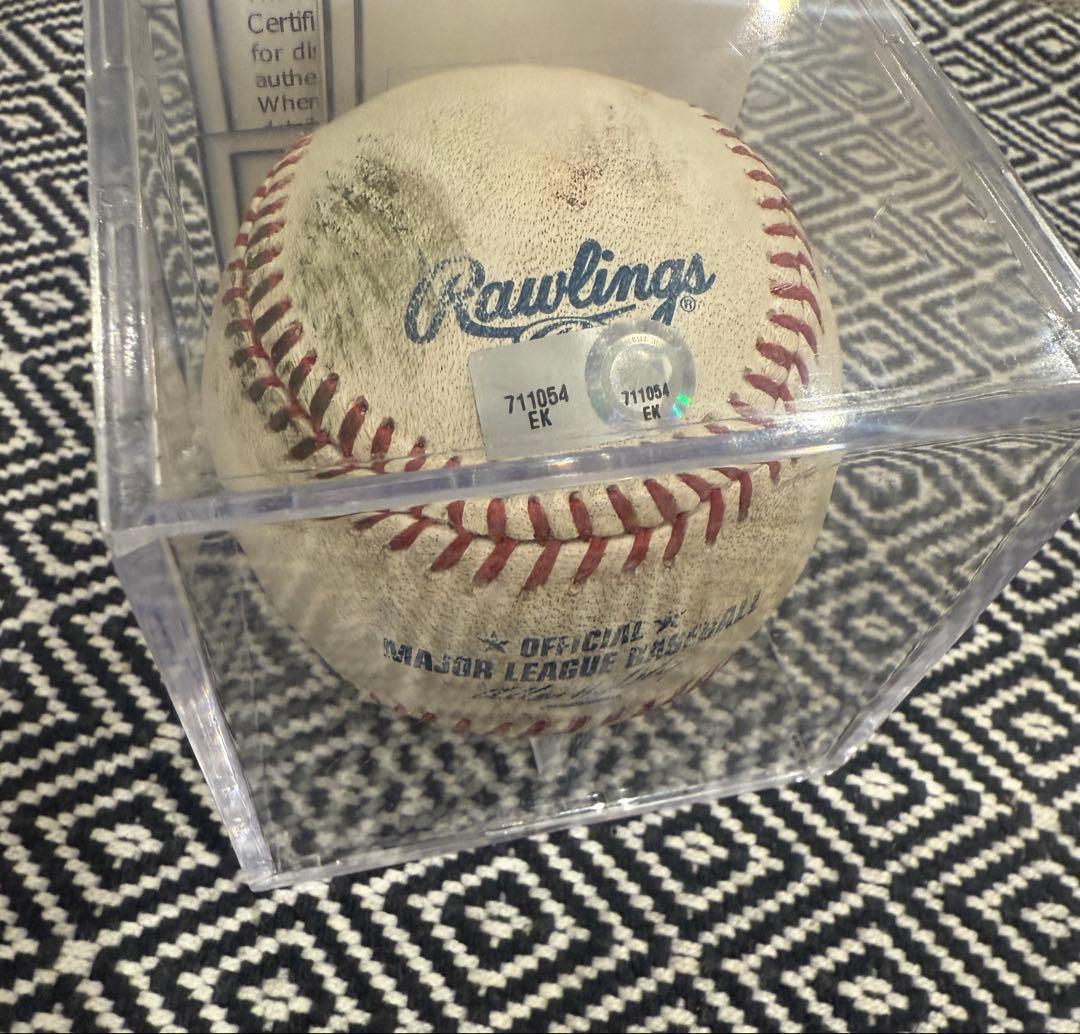 Certifi
for di
authe
When
Rawlings®
711054
EK
711054
EK
★ OFFICIAL ★
MAJOR LEAGUE BASEBALL